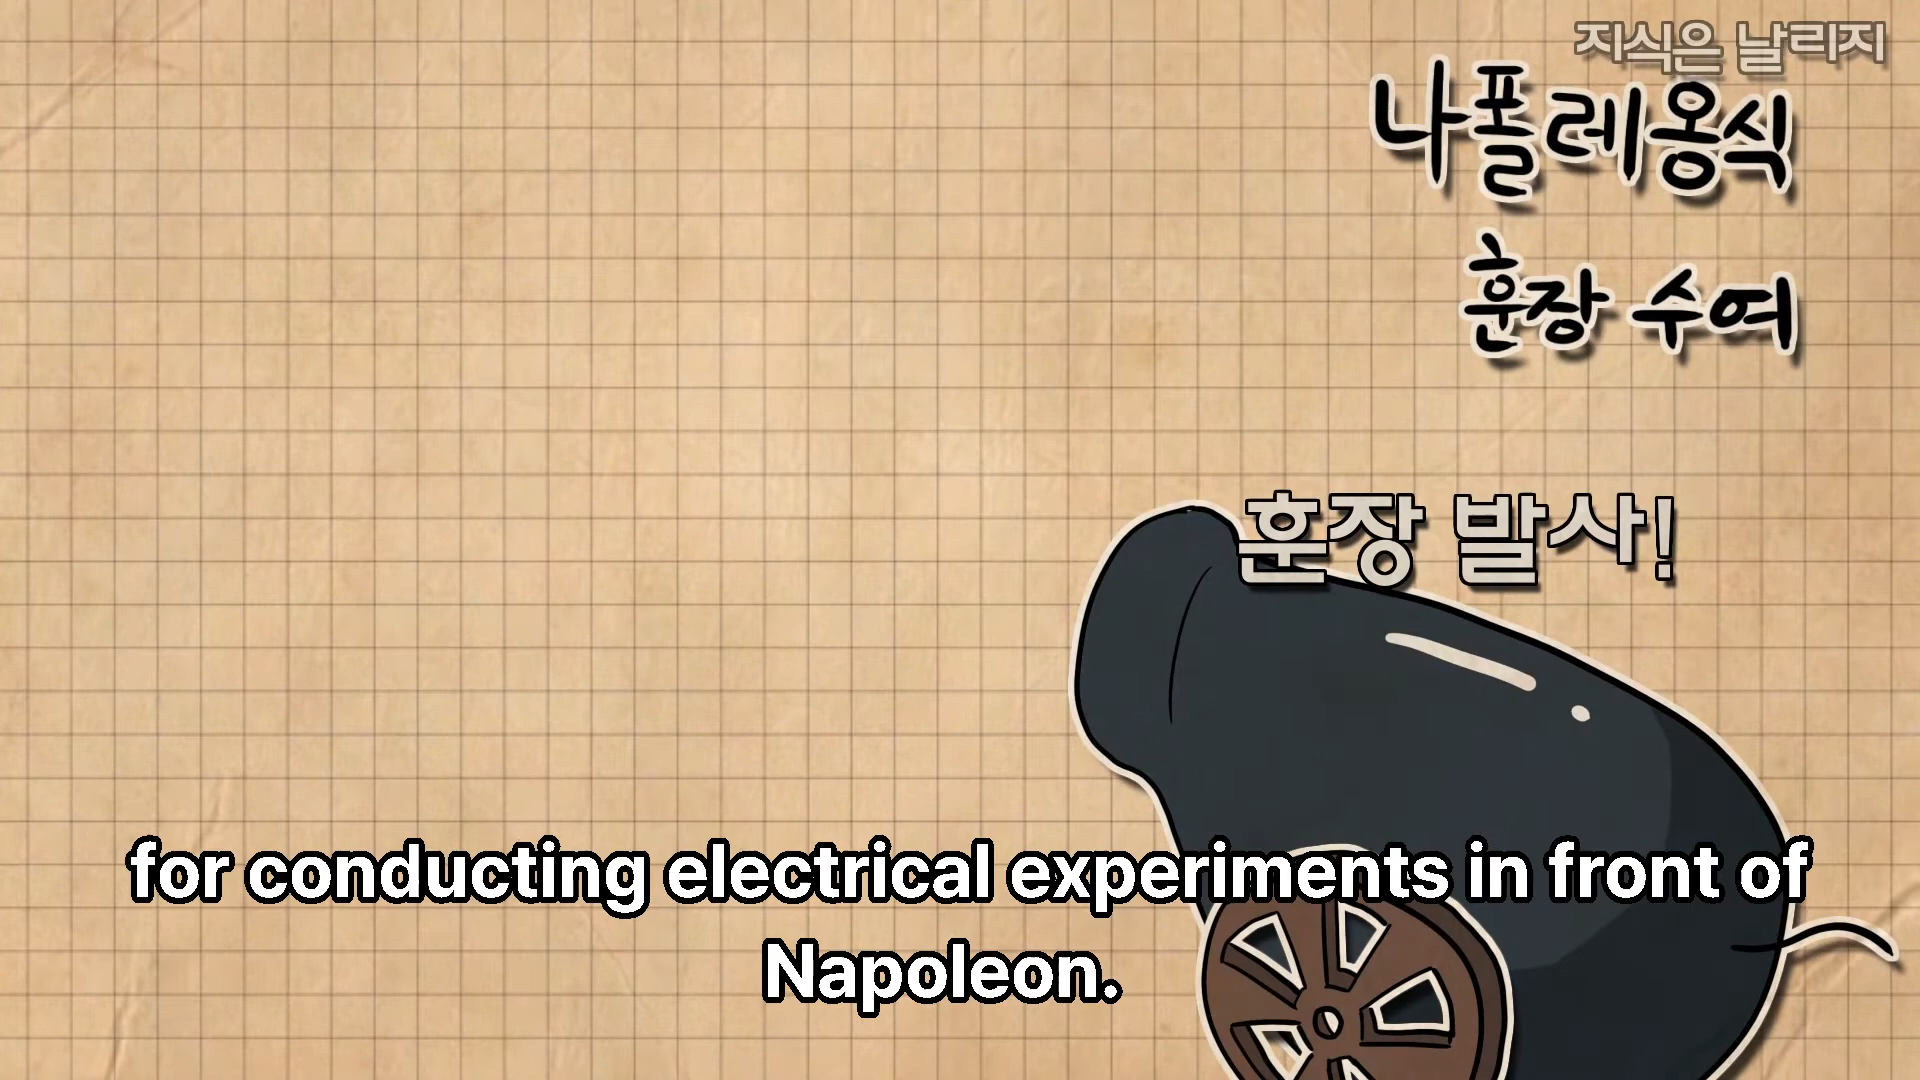 지식은 날리지
나폴레옹식
훈장 수여
훈장 발사!
for conducting electrical experiments in front of
Napoleon.